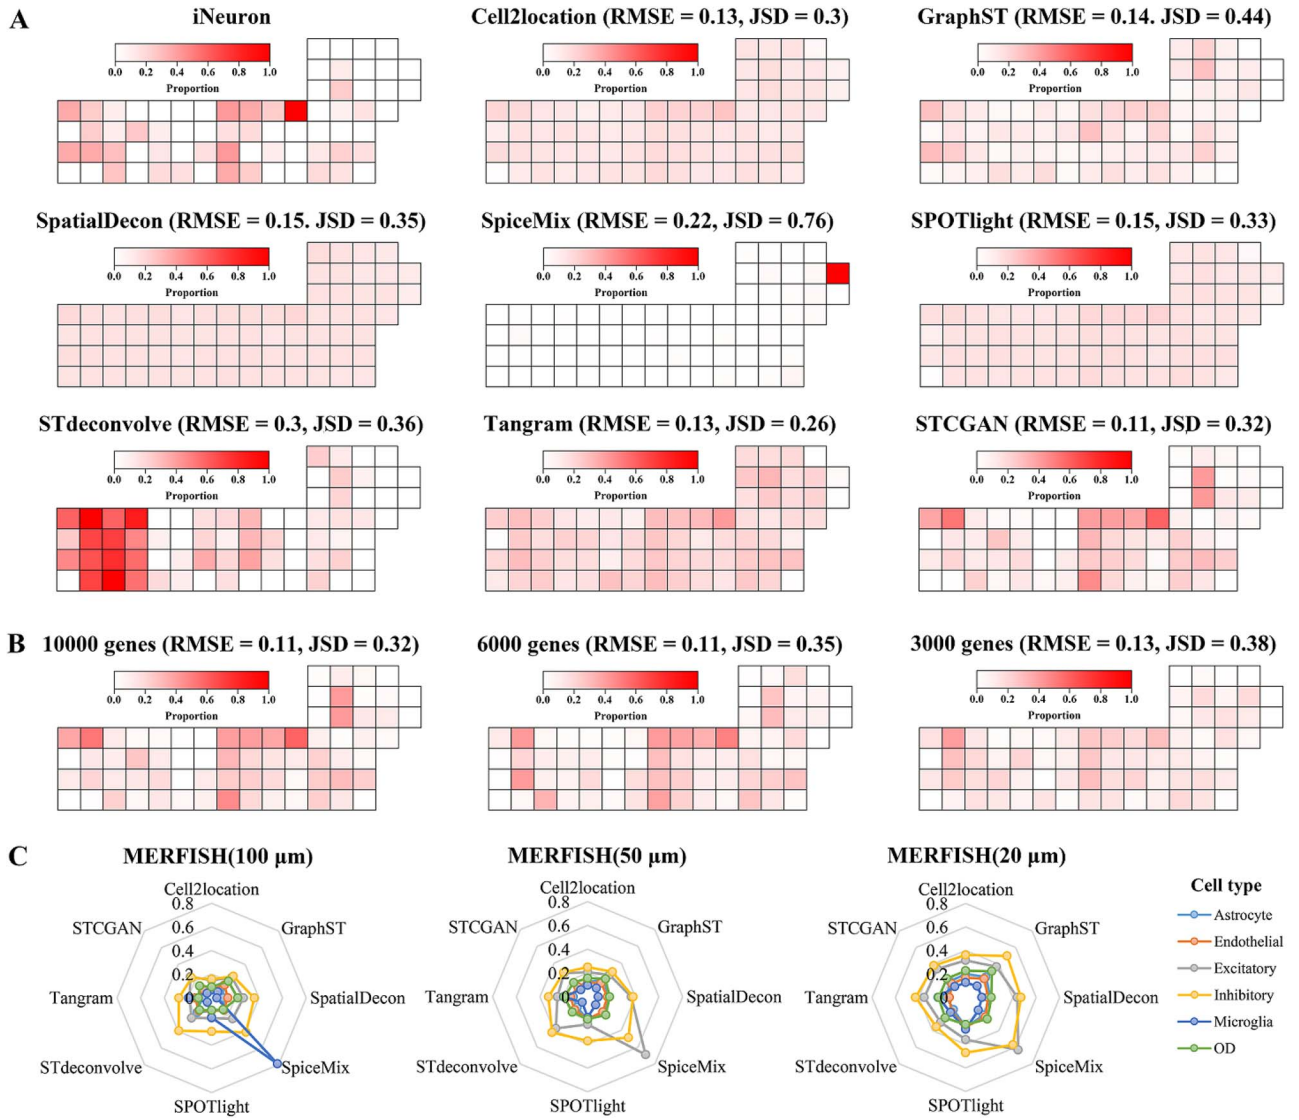 A
iNeuron
Cell2location (RMSE = 0.13, JSD = 0.3)
GraphST (RMSE = 0.14. JSD = 0.44)
0.0 0.2 0.4 0.6 0.8 1.0
Proportion
0.0 0.2 0.4 0.6 0.8 1.0
Proportion
0.0 0.2 0.4 0.6 0.8 1.0
Proportion
SpatialDecon (RMSE = 0.15. JSD = 0.35)
SpiceMix (RMSE = 0.22, JSD = 0.76)
SPOTlight (RMSE = 0.15, JSD = 0.33)
0.0 0.2 0.4 0.6 0.8 1.0
Proportion
0.0 0.2 0.4 0.6 0.8 1.0
Proportion
0.0 0.2 0.4 0.6 0.8 1.0
Proportion
STdeconvolve (RMSE = 0.3, JSD = 0.36)
Tangram (RMSE = 0.13, JSD = 0.26)
STCGAN (RMSE = 0.11, JSD = 0.32)
0.0 0.2 0.4 0.6 0.8 1.0
Proportion
0.0 0.2 0.4 0.6 0.8 1.0
Proportion
0.0 0.2 0.4 0.6 0.8 1.0
Proportion
B
10000 genes (RMSE = 0.11, JSD = 0.32)
6000 genes (RMSE = 0.11, JSD = 0.35)
3000 genes (RMSE = 0.13, JSD = 0.38)
0.0 0.2 0.4 0.6 0.8 1.0
Proportion
0.0 0.2 0.4 0.6 0.8 1.0
Proportion
0.0 0.2 0.4 0.6 0.8 1.0
Proportion
C
MERFISH(100 μm)
Cell2location
0.8
0.6
0.4
0.2
0
STCGAN
GraphST
Tangram
SpatialDecon
STdeconvolve
SpiceMix
SPOTlight
MERFISH(50 μm)
Cell2location
0.8
0.6
0.4
0.2
0
STCGAN
GraphST
Tangram
SpatialDecon
STdeconvolve
SpiceMix
SPOTlight
MERFISH(20 μm)
Cell2location
0.8
0.6
0.4
0.2
0
STCGAN
GraphST
Tangram
SpatialDecon
STdeconvolve
SpiceMix
SPOTlight
Cell type
Astrocyte
Endothelial
Excitatory
Inhibitory
Microglia
OD